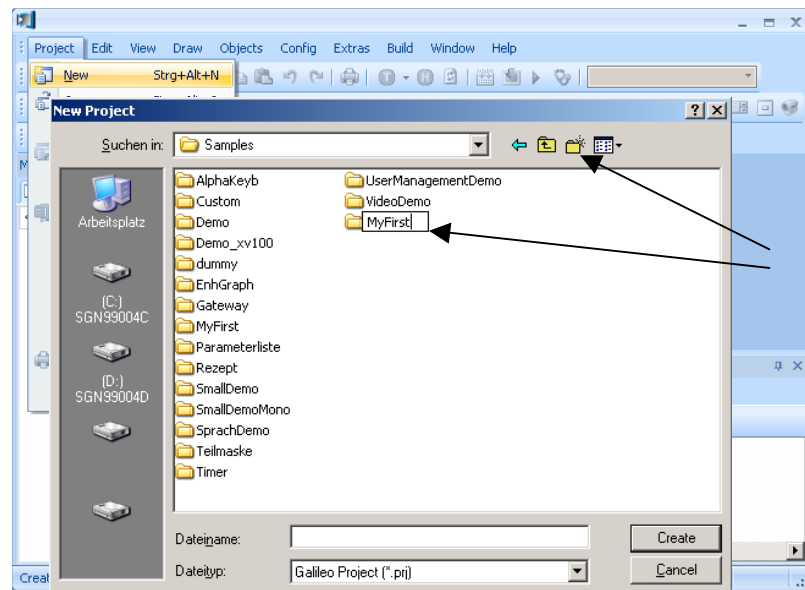 Project Edit View Draw Objects Config Extras Build Window Help
New Strg+Alt+N
New Project
Suchen in: Samples
Arbeitsplatz
(C:)
SGN99004C
(D:)
SGN99004D
AlphaKeyb
Custom
Demo
Demo_xv100
dummy
EnhGraph
Gateway
MyFirst
Parameterliste
Rezept
SmallDemo
SmallDemoMono
SprachDemo
Teilmaske
Timer
UserManagementDemo
VideoDemo
MyFirst
Dateiname: Create
Dateityp: Galileo Project (*.prj) Cancel
Creat